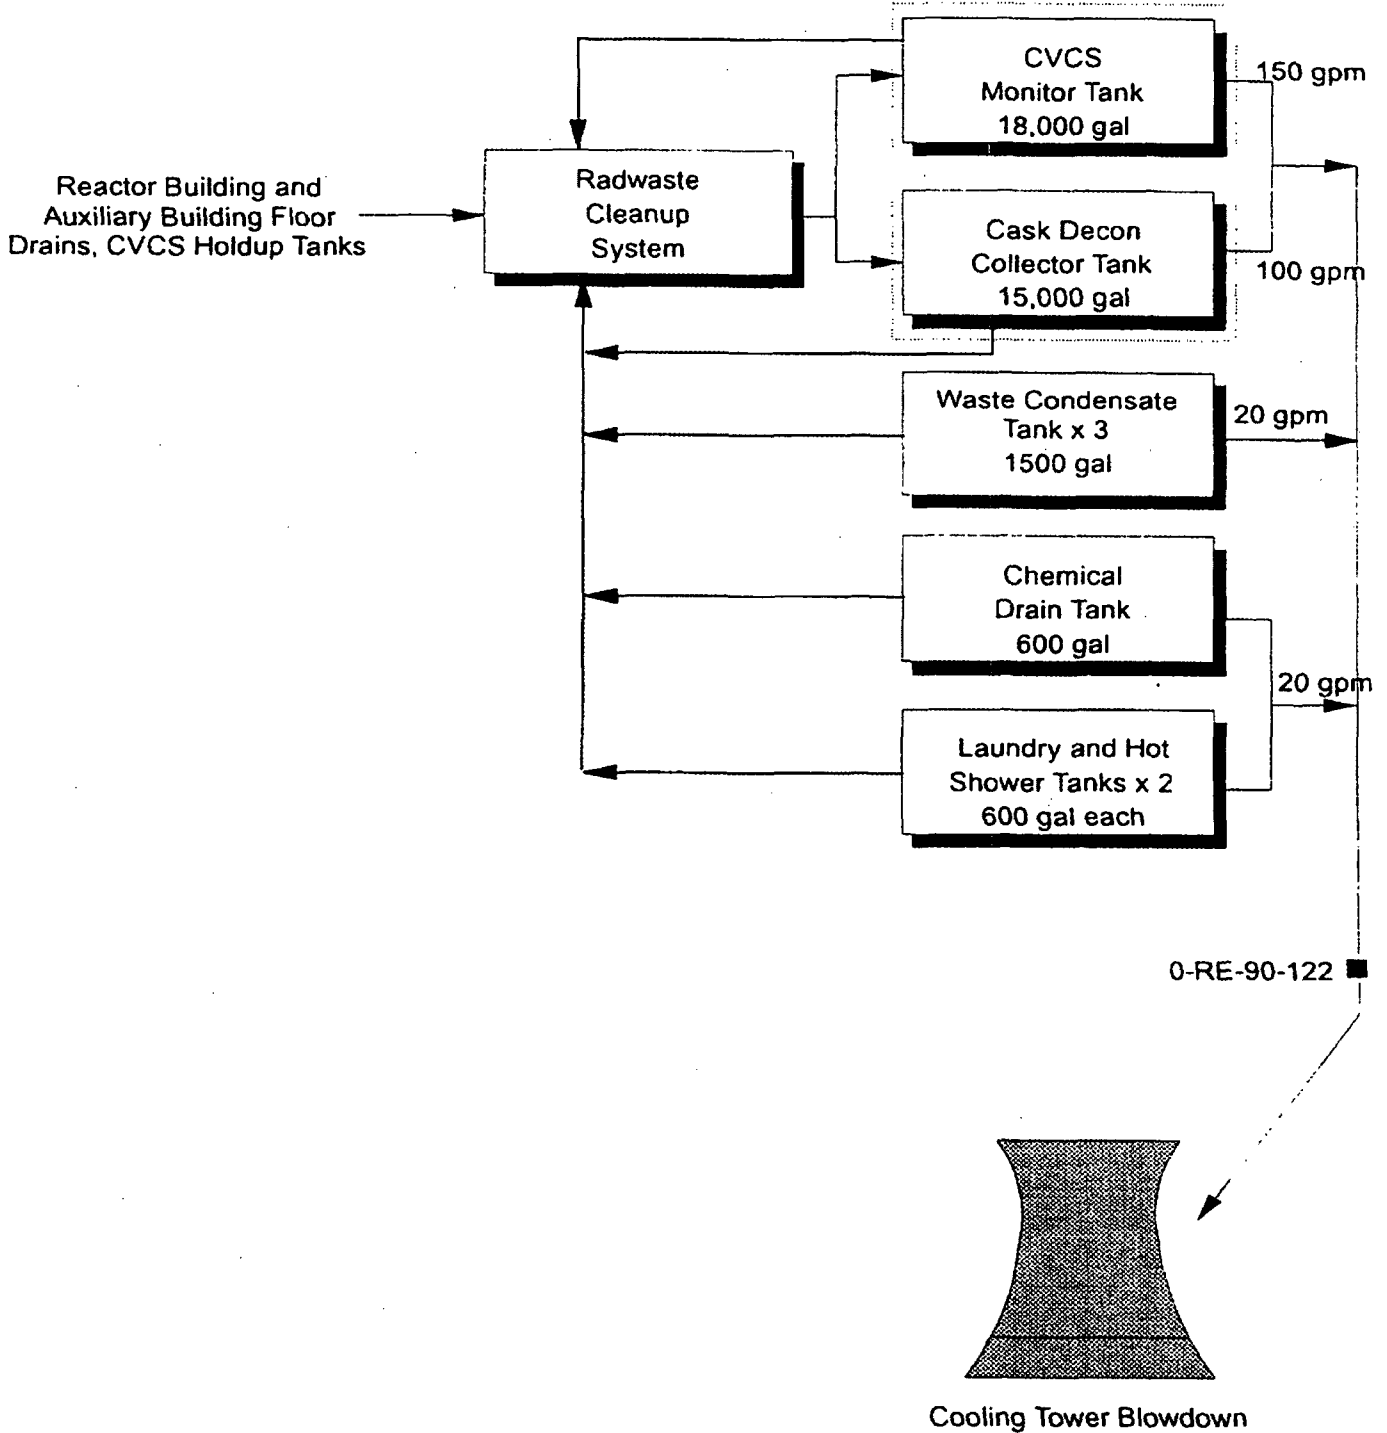 CVCS
Monitor Tank
18,000 gal
150 gpm
Reactor Building and
Auxiliary Building Floor
Drains, CVCS Holdup Tanks
Radwaste
Cleanup
System
Cask Decon
Collector Tank
15,000 gal
100 gpm
Waste Condensate
Tank x 3
1500 gal
20 gpm
Chemical
Drain Tank
600 gal
20 gpm
Laundry and Hot
Shower Tanks x 2
600 gal each
0-RE-90-122
Cooling Tower Blowdown